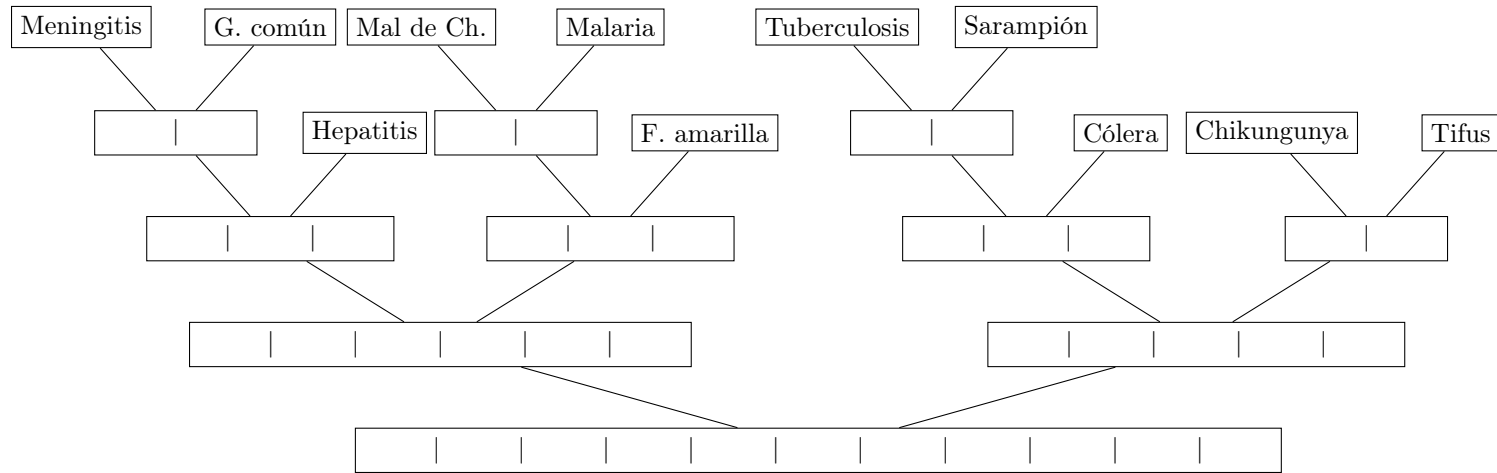 Meningitis
G. común
Mal de Ch.
Malaria
Tuberculosis
Sarampión
Hepatitis
F. amarilla
Cólera
Chikungunya
Tifus